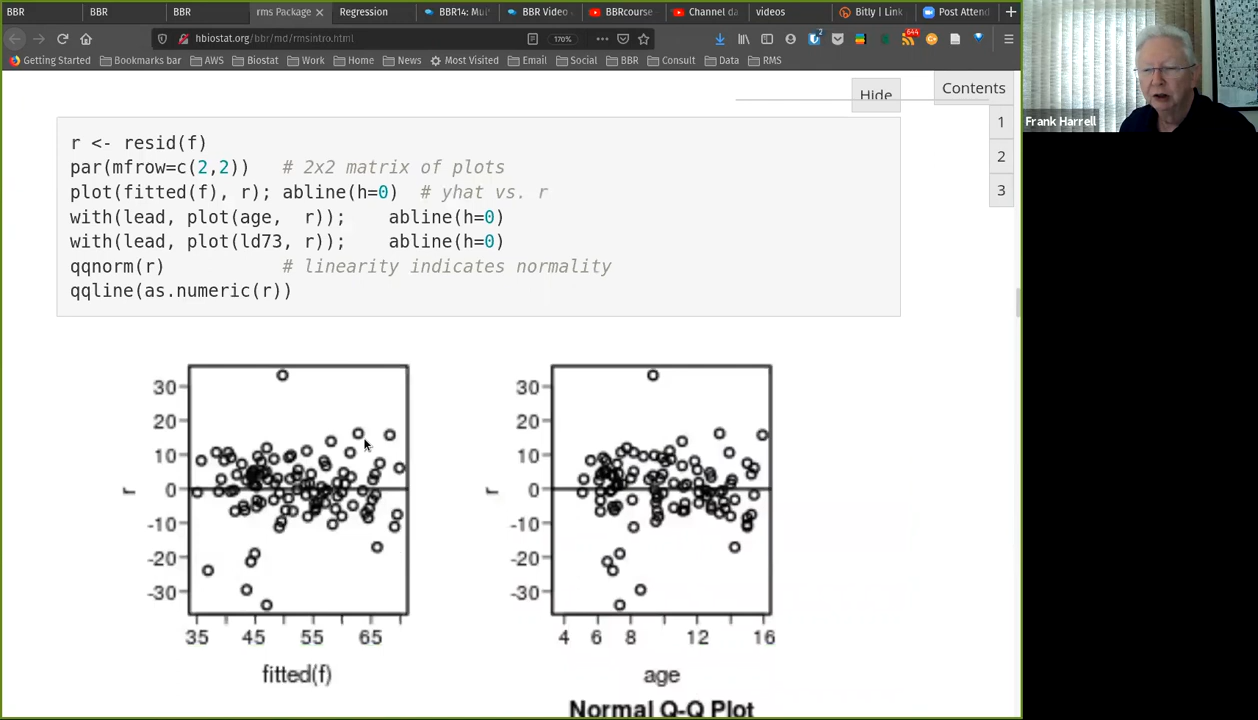 BBR
BBR
BBR
rms Package
Regression
BBR14: Mul
BBR Video
BBRcourse
Channel da
videos
Bitly | Link
Post Attend
hbiostat.org/bbr/md/rmsintro.html
170%
2
644
Getting Started
Bookmarks bar
AWS
Biostat
Work
Home
News
Most Visited
Email
Social
BBR
Consult
Data
RMS
Hide
Contents
1
2
3
Frank Harrell
r <- resid(f)
par(mfrow=c(2,2)) # 2x2 matrix of plots
plot(fitted(f), r); abline(h=0) # yhat vs. r
with(lead, plot(age, r)); abline(h=0)
with(lead, plot(ld73, r)); abline(h=0)
qqnorm(r) # linearity indicates normality
qqline(as.numeric(r))
30
20
10
0
-10
-20
-30
r
35 45 55 65
fitted(f)
30
20
10
0
-10
-20
-30
r
4 6 8 12 16
age
Normal Q-Q Plot